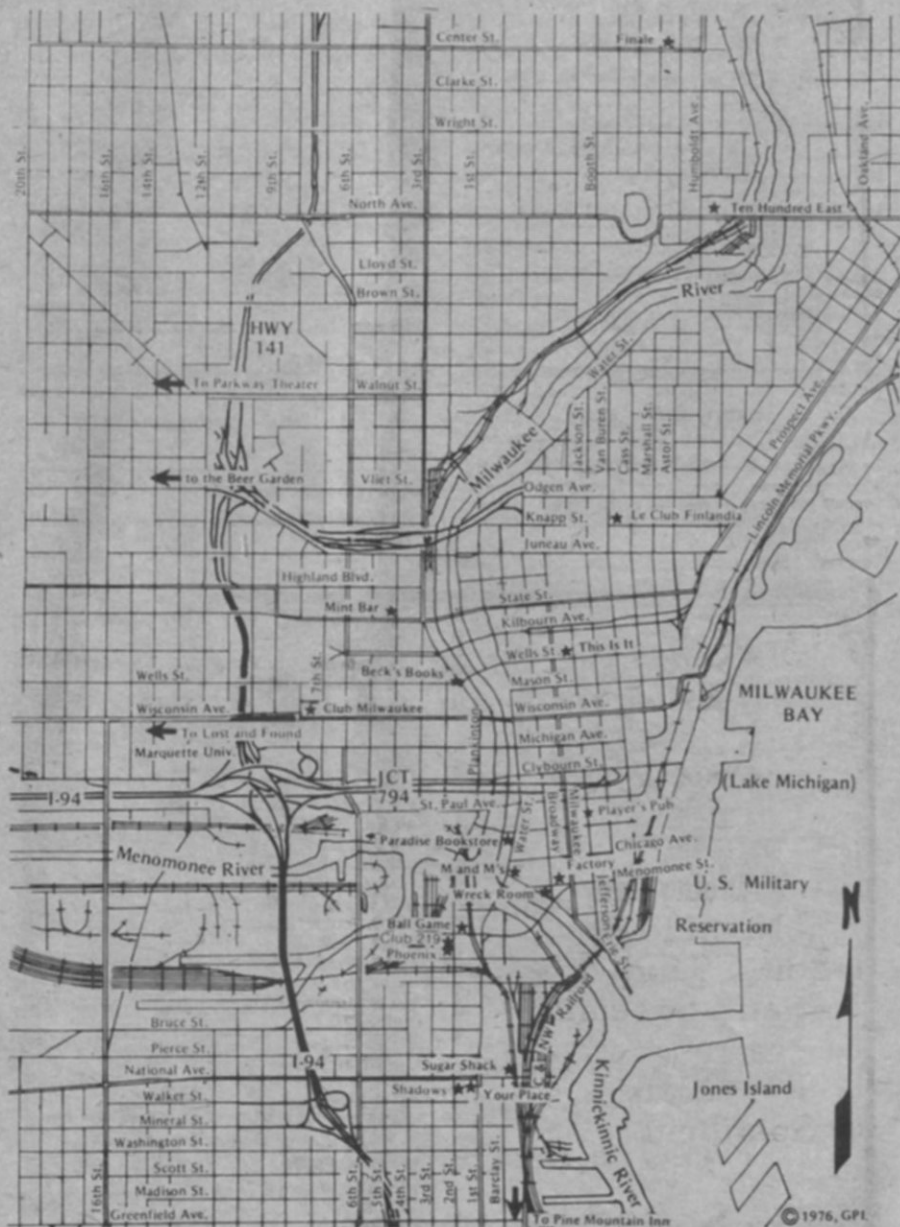 Center St.
Finale
Clarke St.
Wright St.
20th St.
16th St.
14th St.
12th St.
9th St.
6th St.
3rd St.
1st St.
Booth St.
Humboldt Ave.
Oakland Ave.
North Ave.
Ten Hundred East
Lloyd St.
Brown St.
River
HWY
141
Water St.
To Parkway Theater
Walnut St.
Prospect Ave.
Jackson St.
Van Buren St.
Cass St.
Marshall St.
Astor St.
Lincoln Memorial Pkwy.
Milwaukee
to the Beer Garden
Vliet St.
Odgen Ave.
Knapp St.
Le Club Finlandia
Juneau Ave.
Highland Blvd.
State St.
Mint Bar
Kilbourn Ave.
Wells St.
This Is It
7th St.
Beck's Books
Wells St.
Mason St.
MILWAUKEE
BAY
Wisconsin Ave.
Club Milwaukee
Wisconsin Ave.
To Lost and Found
Plankinton
Michigan Ave.
Marquette Univ.
Clybourn St.
JCT
794
(Lake Michigan)
I-94
St. Paul Ave.
Water St.
Broadway
Milwaukee
Player's Pub
Paradise Bookstore
Chicago Ave.
Menomonee River
M and M's
Factory
Menomonee St.
U. S. Military
Wreck Room
Jefferson
N
Ball Game
Reservation
Club 219
Erie St.
Phoenix
Railroad
Bruce St.
Pierce St.
I-94
National Ave.
Sugar Shack
C & NW
Kinnickinnic River
Jones Island
Shadows
Your Place
Walker St.
Mineral St.
Washington St.
Scott St.
Madison St.
16th St.
6th St.
5th St.
4th St.
3rd St.
2nd St.
1st St.
Barclay St.
Greenfield Ave.
To Pine Mountain Inn
© 1976, GPL